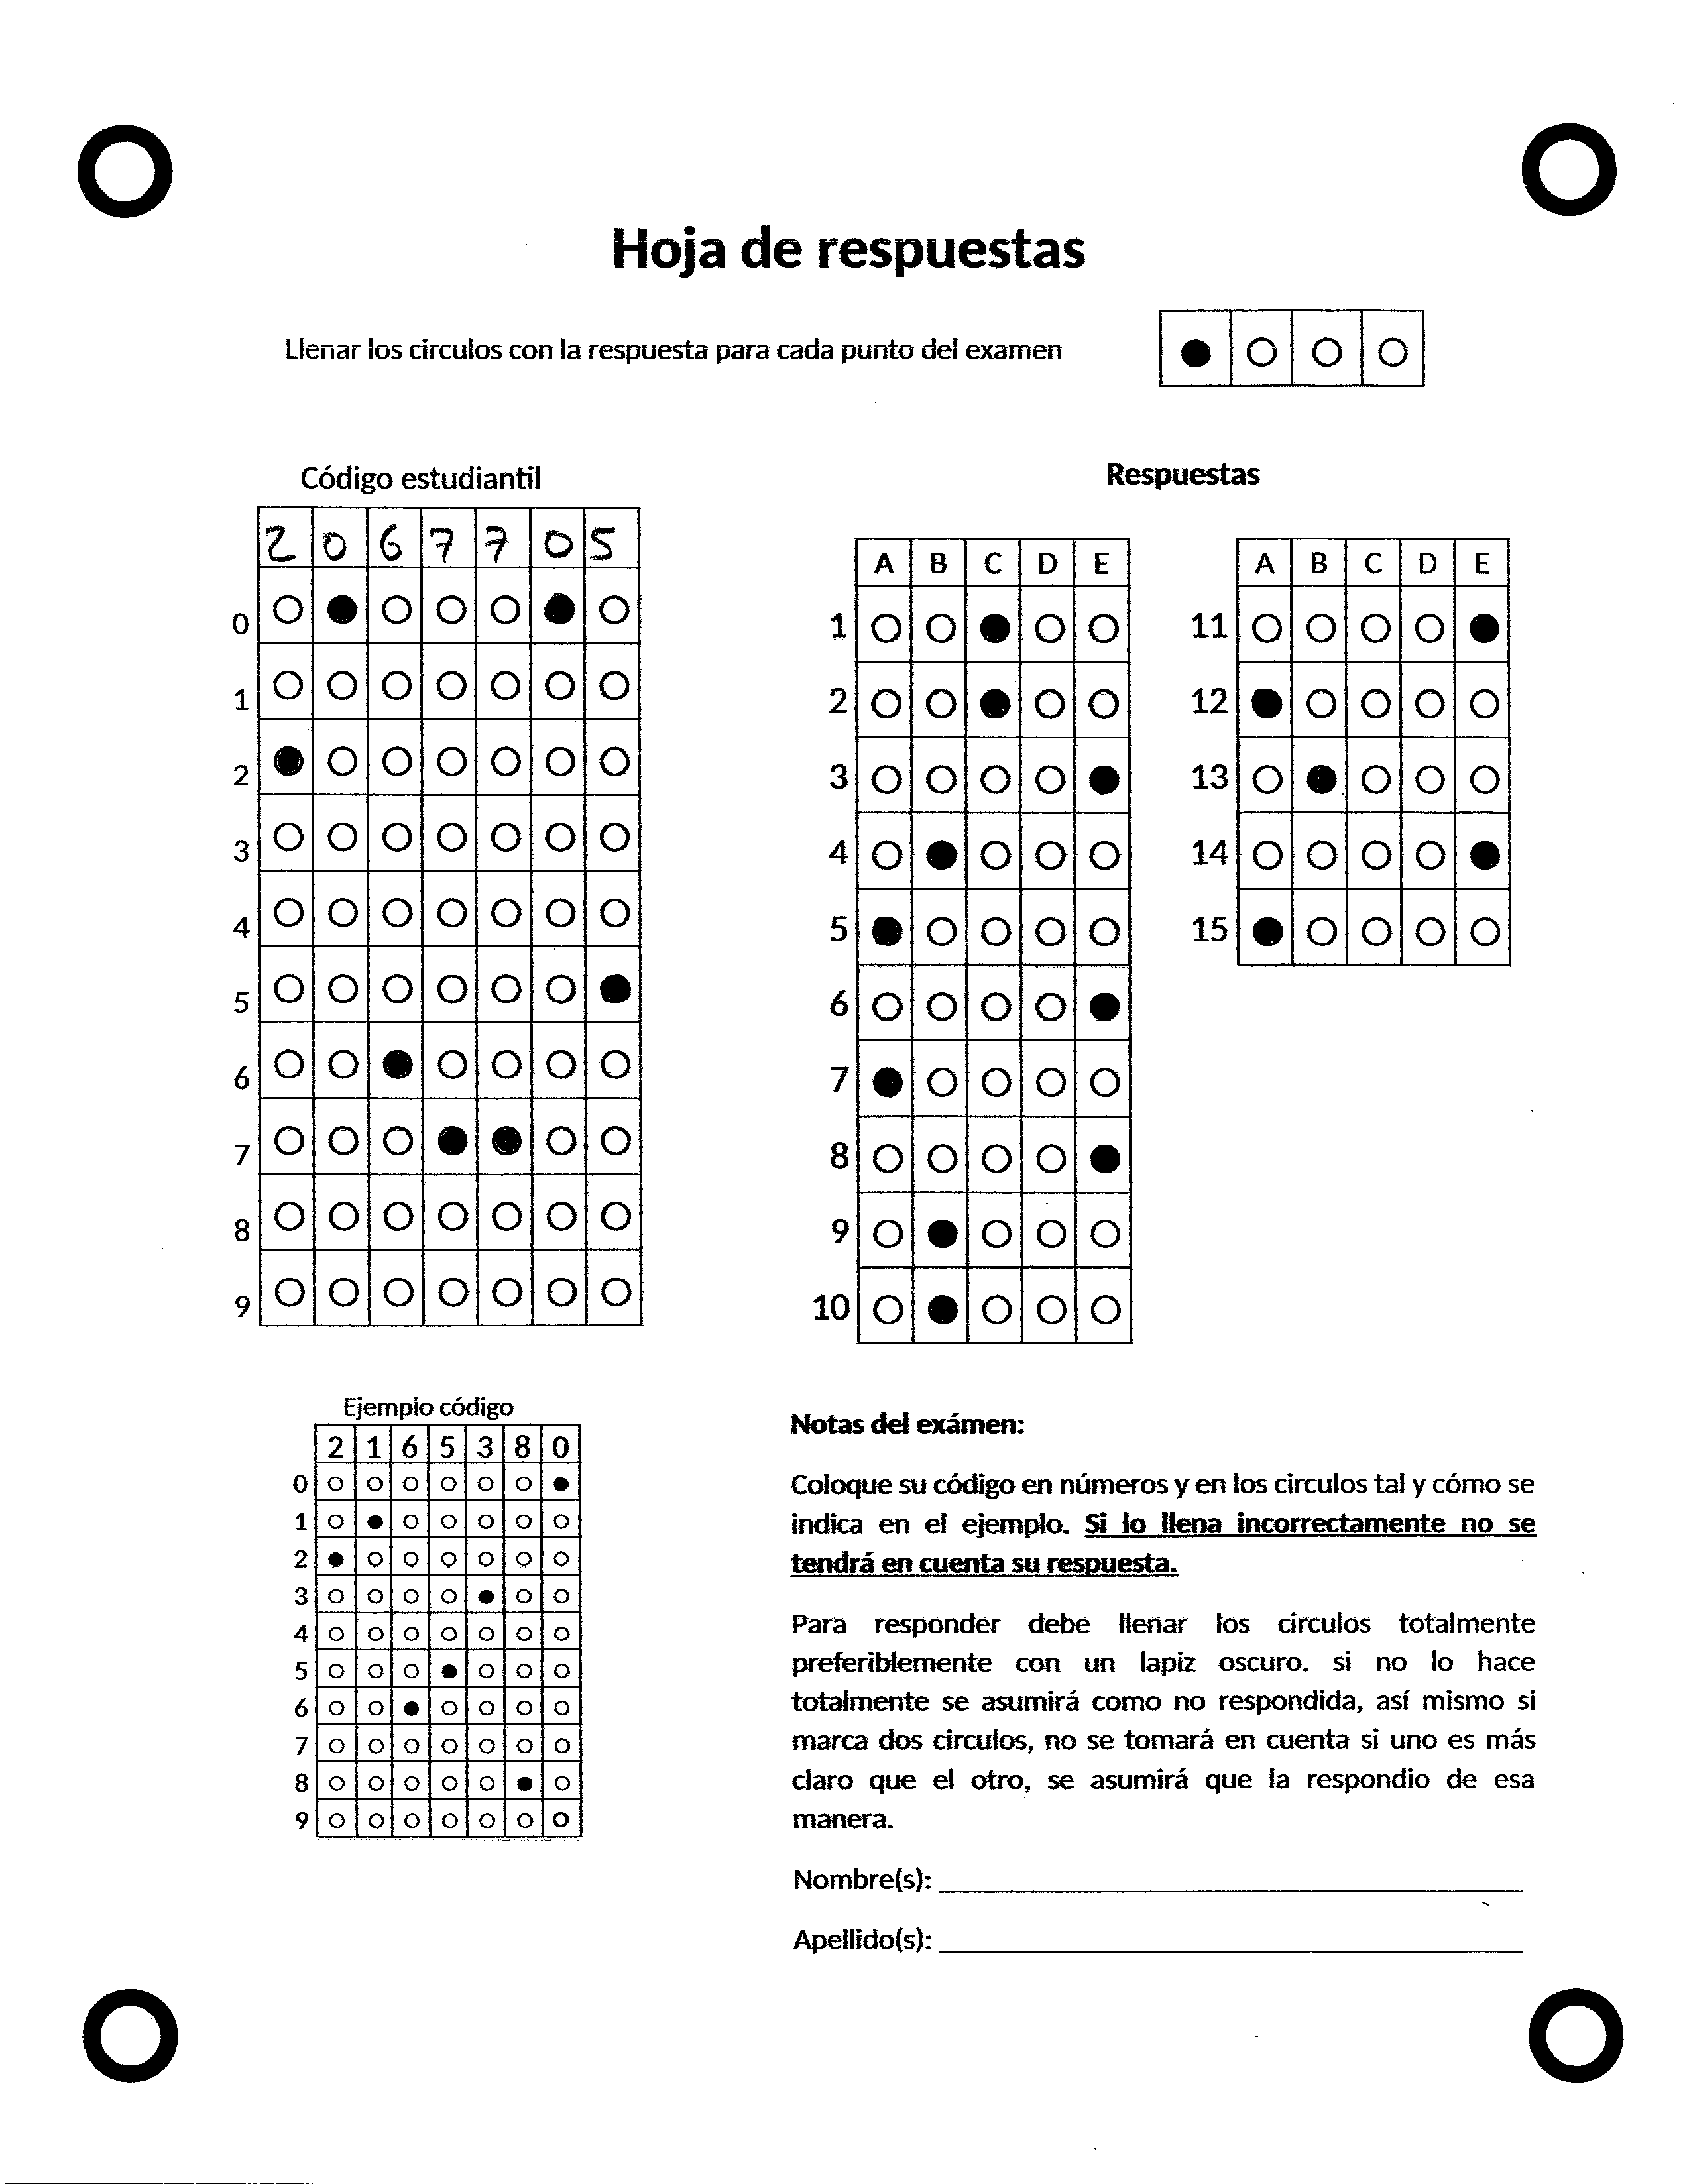 Hoja de respuestas
Llenar los circulos con la respuesta para cada punto del examen
Código estudiantil
2 0 6 7 7 0 5
0
1
2
3
4
5
6
7
8
9
Respuestas
A B C D E
1
2
3
4
5
6
7
8
9
10
A B C D E
11
12
13
14
15
Ejemplo código
2 1 6 5 3 8 0
0
1
2
3
4
5
6
7
8
9
Notas del exámen:
Coloque su código en números y en los circulos tal y cómo se
indica en el ejemplo. Si lo llena incorrectamente no se
tendrá en cuenta su respuesta.
Para responder debe llenar los circulos totalmente
preferiblemente con un lapiz oscuro. si no lo hace
totalmente se asumirá como no respondida, así mismo si
marca dos circulos, no se tomará en cuenta si uno es más
claro que el otro, se asumirá que la respondio de esa
manera.
Nombre(s):
Apellido(s):